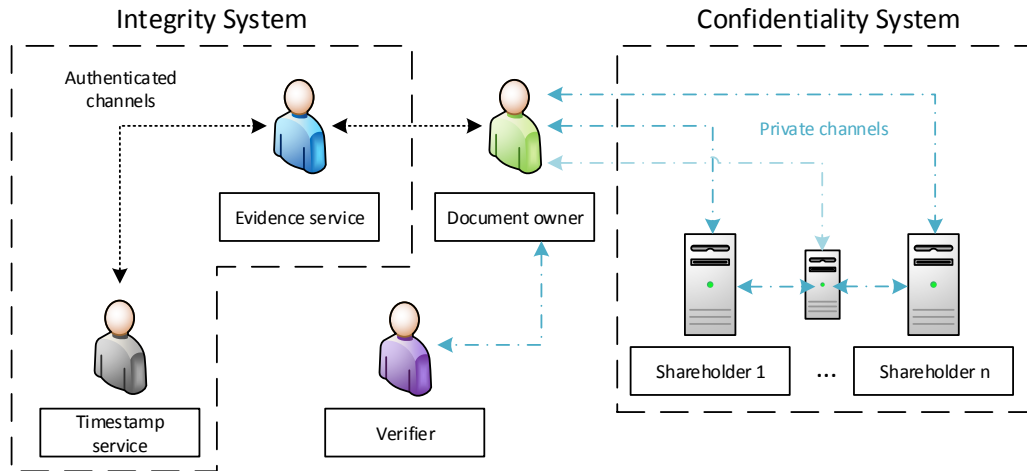 Integrity System
Confidentiality System
Authenticated
channels
Private channels
Evidence service
Document owner
Shareholder 1
...
Shareholder n
Timestamp
service
Verifier